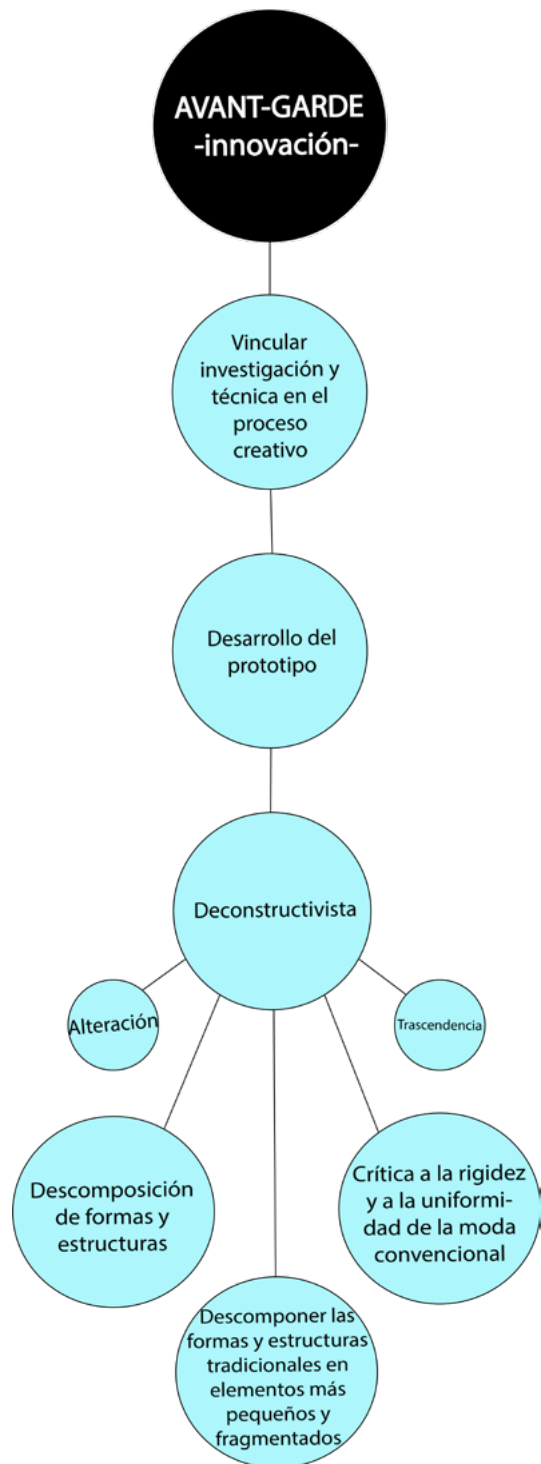 AVANT-GARDE
-innovación-
Vincular
investigación y
técnica en el
proceso
creativo
Desarrollo del
prototipo
Deconstructivista
Alteración
Trascendencia
Descomposición
de formas y
estructuras
Crítica a la rigidez
y a la uniformi-
dad de la moda
convencional
Descomponer las
formas y estructuras
tradicionales en
elementos más
pequeños y
fragmentados